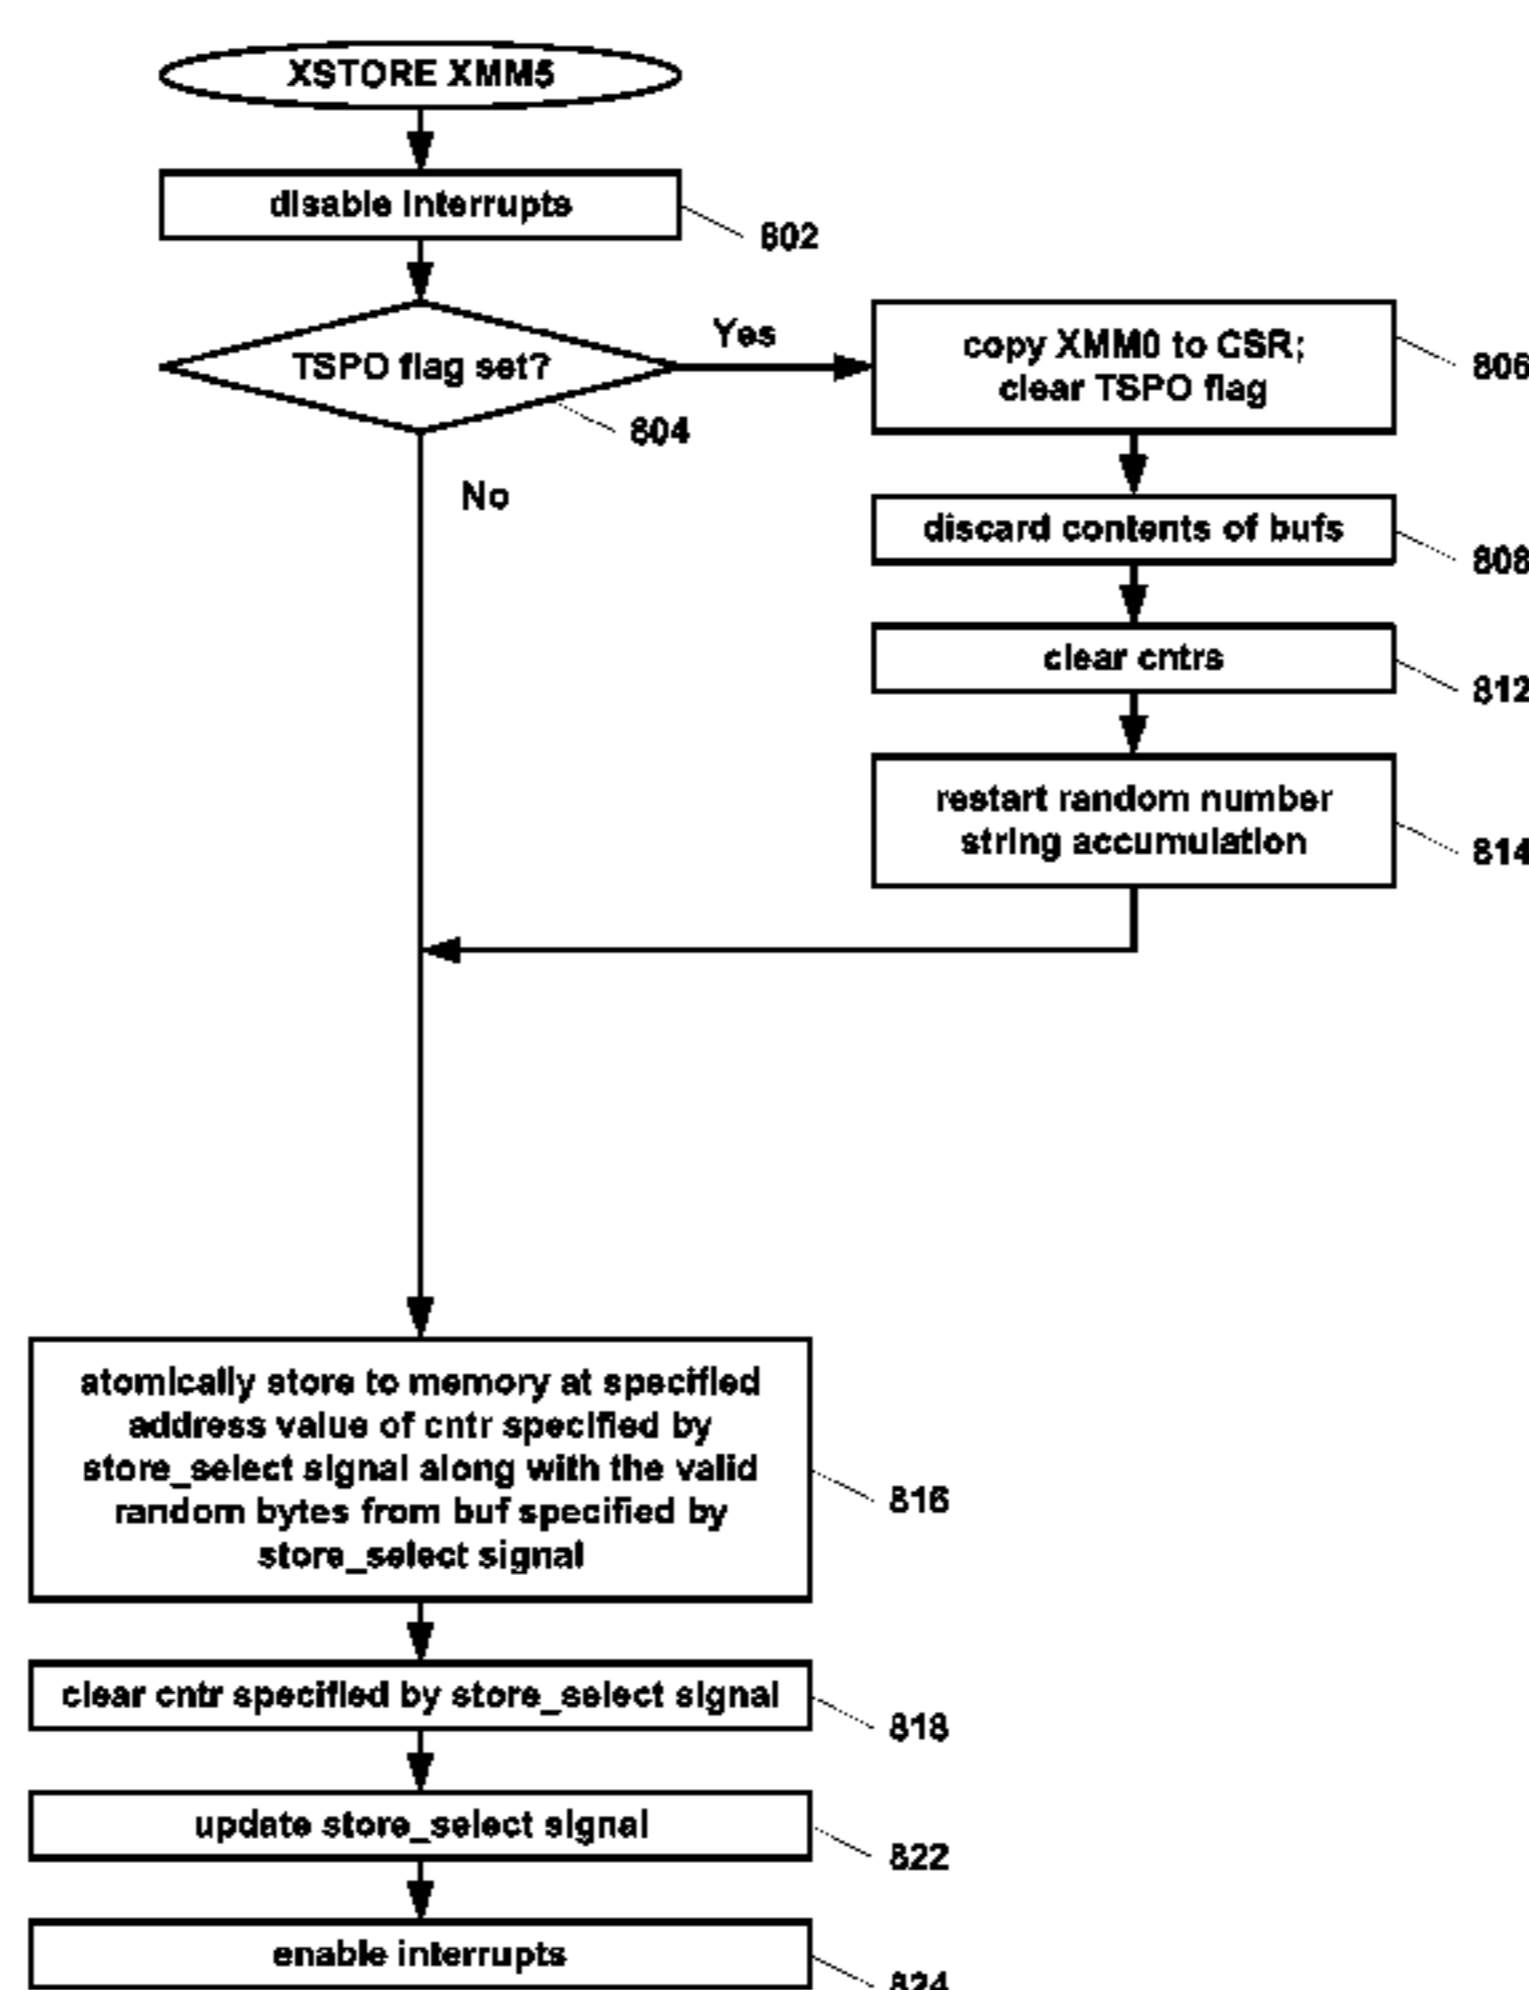 XSTORE XMM5
disable interrupts
802
TSPO flag set?
804
Yes
No
copy XMM0 to CSR;
clear TSPO flag
806
discard contents of bufs
808
clear cntrs
812
restart random number
string accumulation
814
atomically store to memory at specified
address value of cntr specified by
store_select signal along with the valid
random bytes from buf specified by
store_select signal
816
clear cntr specified by store_select signal
818
update store_select signal
822
enable interrupts
824